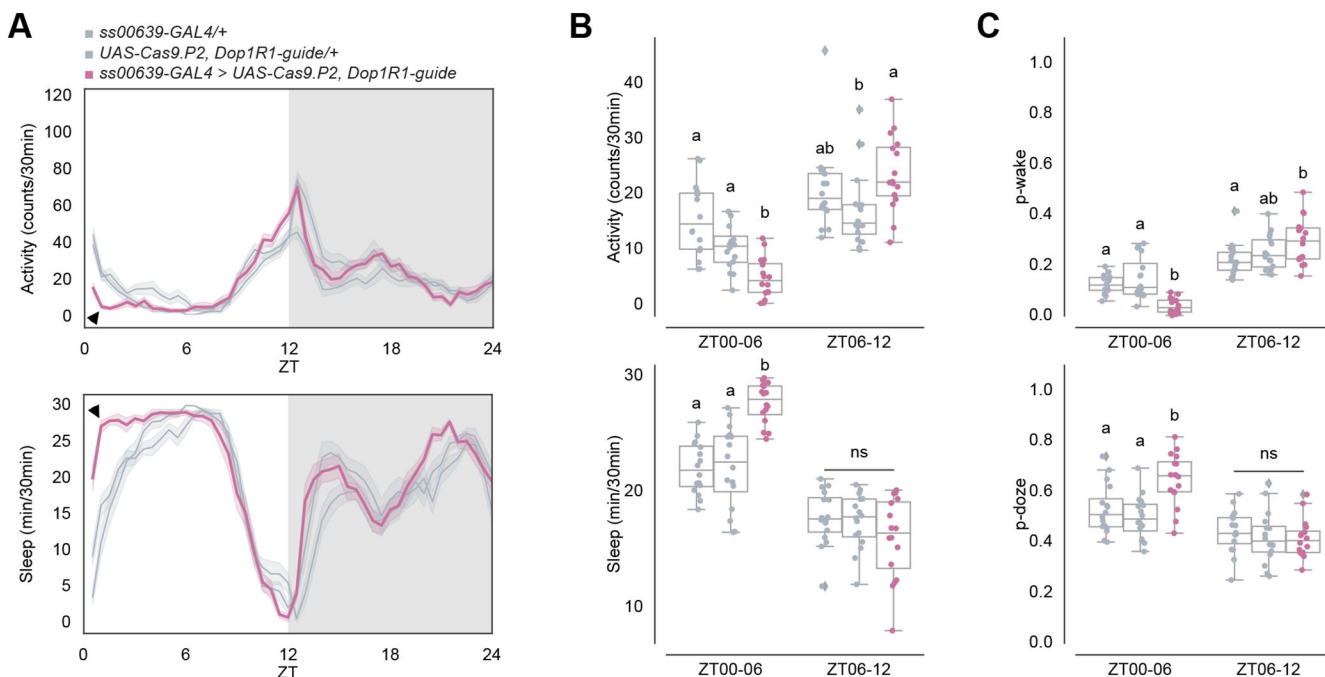 A
ss00639-GAL4/+
UAS-Cas9.P2, Dop1R1-guide/+
ss00639-GAL4 > UAS-Cas9.P2, Dop1R1-guide
Activity (counts/30min)
120
100
80
60
40
20
0
0 6 12 18 24
ZT
Sleep (min/30min)
30
25
20
15
10
5
0
0 6 12 18 24
ZT
B
Activity (counts/30min)
40
30
20
10
0
a a b ab b a
ZT00-06 ZT06-12
Sleep (min/30min)
30
20
10
a a b ns
ZT00-06 ZT06-12
C
p-wake
1.0
0.8
0.6
0.4
0.2
0.0
a a b a ab b
ZT00-06 ZT06-12
p-doze
1.0
0.8
0.6
0.4
0.2
0.0
a a b ns
ZT00-06 ZT06-12